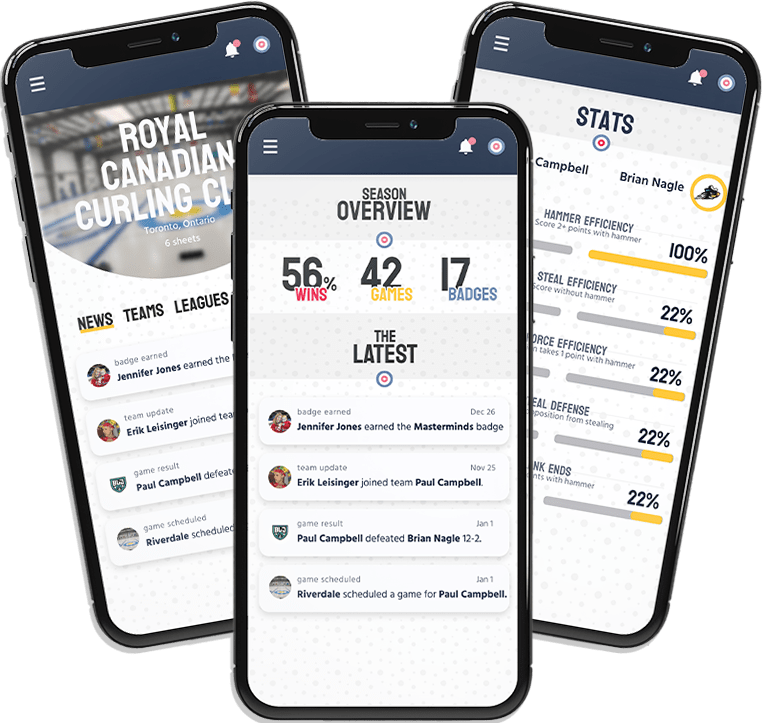 ROYAL
CANADIAN
CURLING CL
Toronto, Ontario
6 sheets
NEWS TEAMS LEAGUES
badge earned
Jennifer Jones earned the
team update
Erik Leisinger joined team
game result
Paul Campbell defeated
game scheduled
Riverdale scheduled
SEASON
OVERVIEW
56% 42 17
WINS GAMES BADGES
THE
LATEST
badge earned Dec 26
Jennifer Jones earned the Masterminds badge
team update Nov 25
Erik Leisinger joined team Paul Campbell.
game result Jan 1
Paul Campbell defeated Brian Nagle 12-2.
game scheduled Jan 1
Riverdale scheduled a game for Paul Campbell.
STATS
Campbell Brian Nagle
HAMMER EFFICIENCY
Score 2+ points with hammer
100%
STEAL EFFICIENCY
Score without hammer
22%
FORCE EFFICIENCY
n takes 1 point with hammer
22%
EAL DEFENSE
position from stealing
22%
NK ENDS
ints with hammer
22%